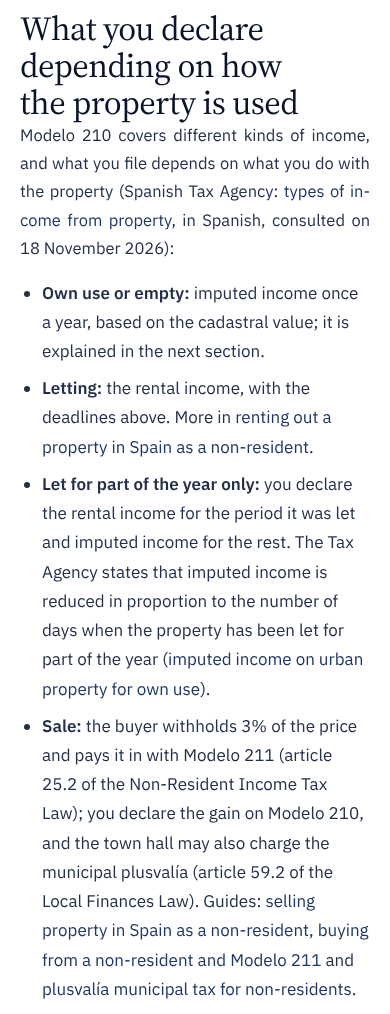 What you declare
depending on how
the property is used
Modelo 210 covers different kinds of income,
and what you file depends on what you do with
the property (Spanish Tax Agency: types of in-
come from property, in Spanish, consulted on
18 November 2026):
• Own use or empty: imputed income once
a year, based on the cadastral value; it is
explained in the next section.
• Letting: the rental income, with the
deadlines above. More in renting out a
property in Spain as a non-resident.
• Let for part of the year only: you declare
the rental income for the period it was let
and imputed income for the rest. The Tax
Agency states that imputed income is
reduced in proportion to the number of
days when the property has been let for
part of the year (imputed income on urban
property for own use).
• Sale: the buyer withholds 3% of the price
and pays it in with Modelo 211 (article
25.2 of the Non-Resident Income Tax
Law); you declare the gain on Modelo 210,
and the town hall may also charge the
municipal plusvalía (article 59.2 of the
Local Finances Law). Guides: selling
property in Spain as a non-resident, buying
from a non-resident and Modelo 211 and
plusvalía municipal tax for non-residents.